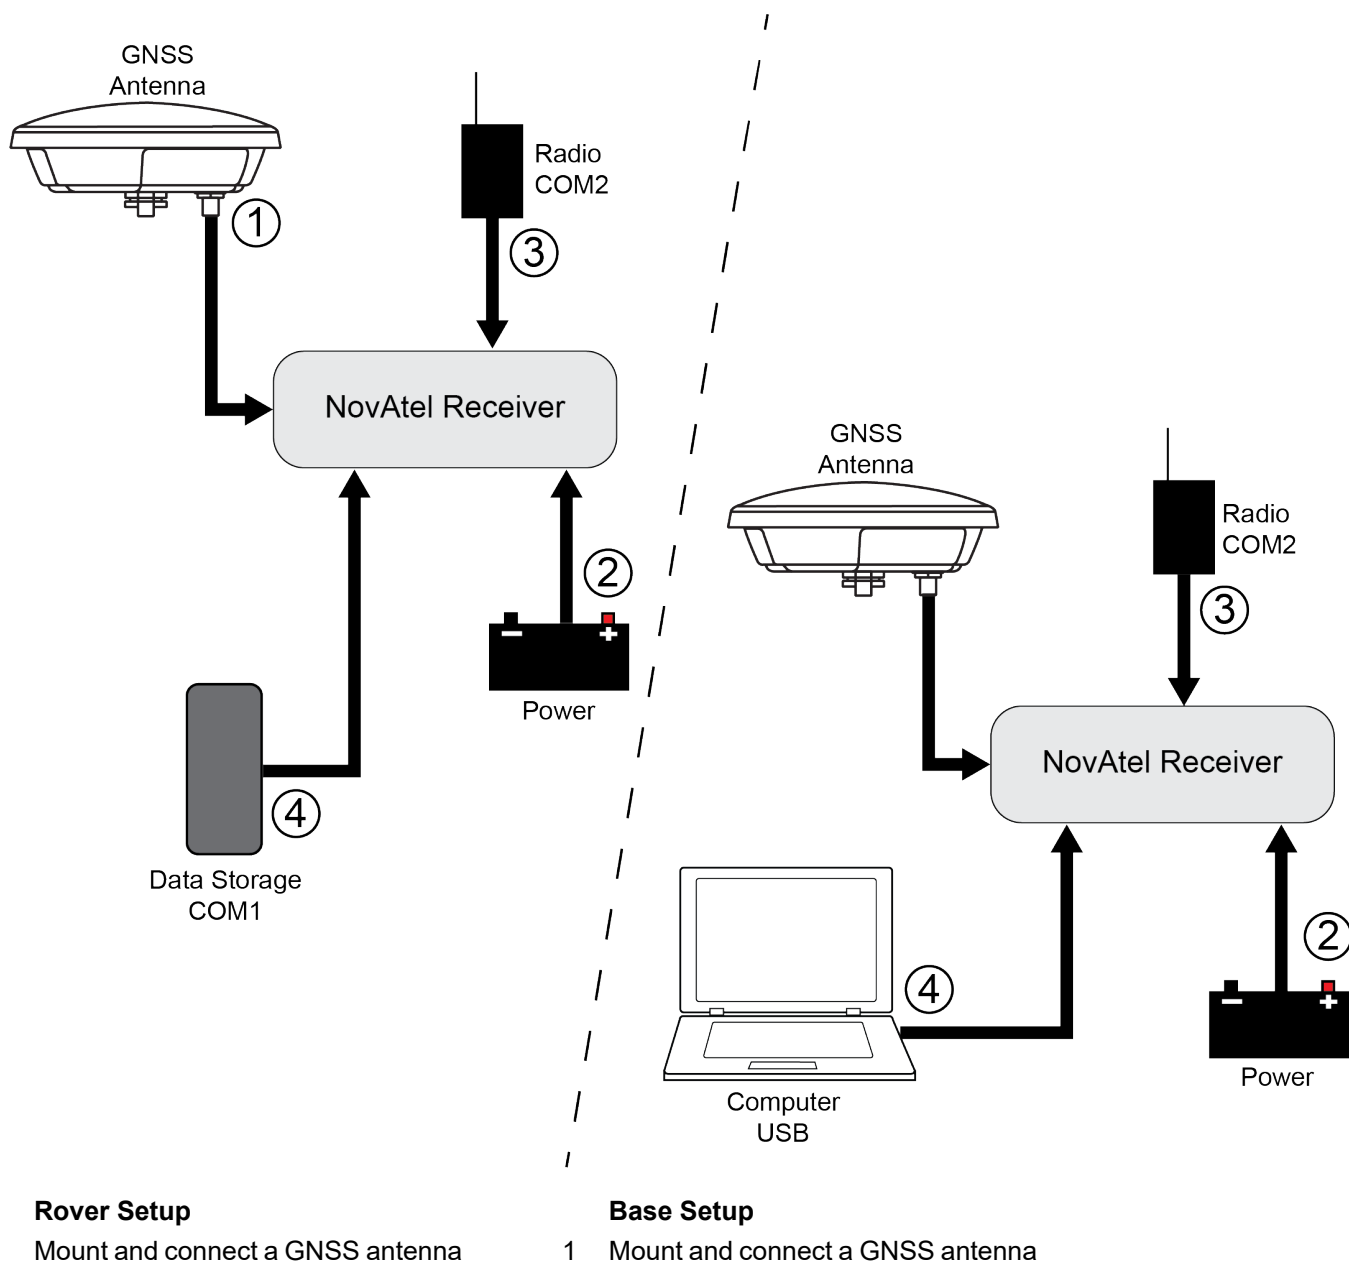 GNSS
Antenna
1
Radio
COM2
3
NovAtel Receiver
2
Power
4
Data Storage
COM1
GNSS
Antenna
Radio
COM2
3
NovAtel Receiver
2
Power
4
Computer
USB
Rover Setup
Mount and connect a GNSS antenna
Base Setup
1 Mount and connect a GNSS antenna